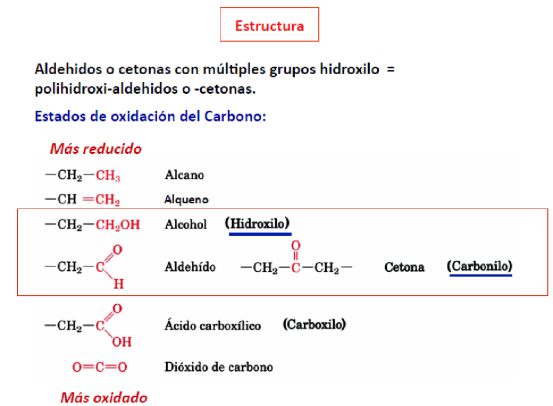 Estructura
Aldehidos o cetonas con múltiples grupos hidroxilo =
polihidroxi-aldehidos o -cetonas.
Estados de oxidación del Carbono:
Más reducido
—CH₂—CH₃ Alcano
—CH=CH₂ Alqueno
—CH₂—CH₂OH Alcohol (Hidroxilo)
O O
—CH₂—C Aldehído —CH₂—C—CH₂— Cetona (Carbonilo)
H
O
—CH₂—C Ácido carboxílico (Carboxilo)
OH
O=C=O Dióxido de carbono
Más oxidado